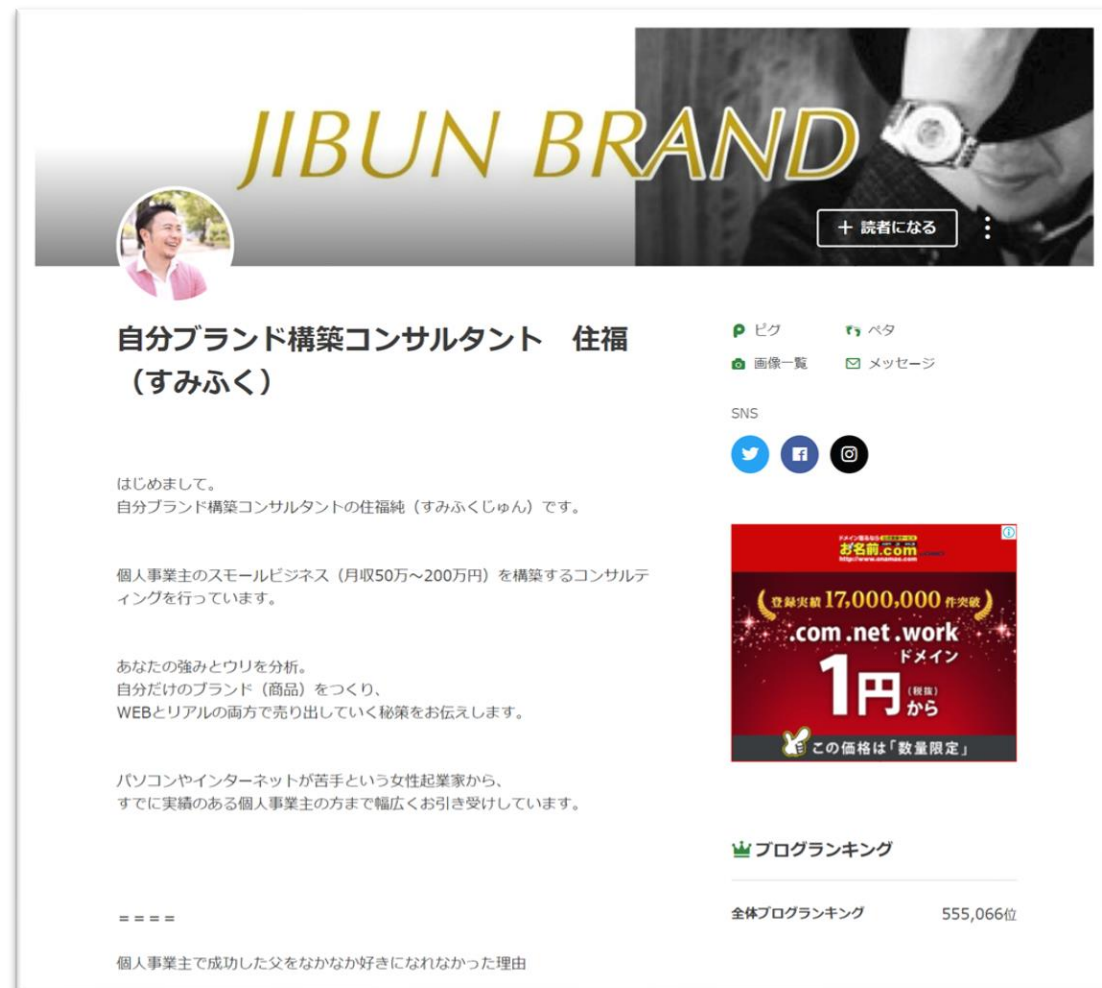 JIBUN BRAND
＋ 読者になる
自分ブランド構築コンサルタント　住福
（すみふく）
はじめまして。
自分ブランド構築コンサルタントの住福純（すみふくじゅん）です。
個人事業主のスモールビジネス（月収50万～200万円）を構築するコンサルテ
ィングを行っています。
あなたの強みとウリを分析。
自分だけのブランド（商品）をつくり、
WEBとリアルの両方で売り出していく秘策をお伝えします。
パソコンやインターネットが苦手という女性起業家から、
すでに実績のある個人事業主の方まで幅広くお引き受けしています。
＝＝＝＝
個人事業主で成功した父をなかなか好きになれなかった理由
ピグ
ペタ
画像一覧
メッセージ
SNS
ドメイン取るなら
お名前.com
http://www.onamae.com
登録実績 17,000,000 件突破
.com .net .work
ドメイン
1円(税抜)から
この価格は「数量限定」
ブログランキング
全体ブログランキング 555,066位